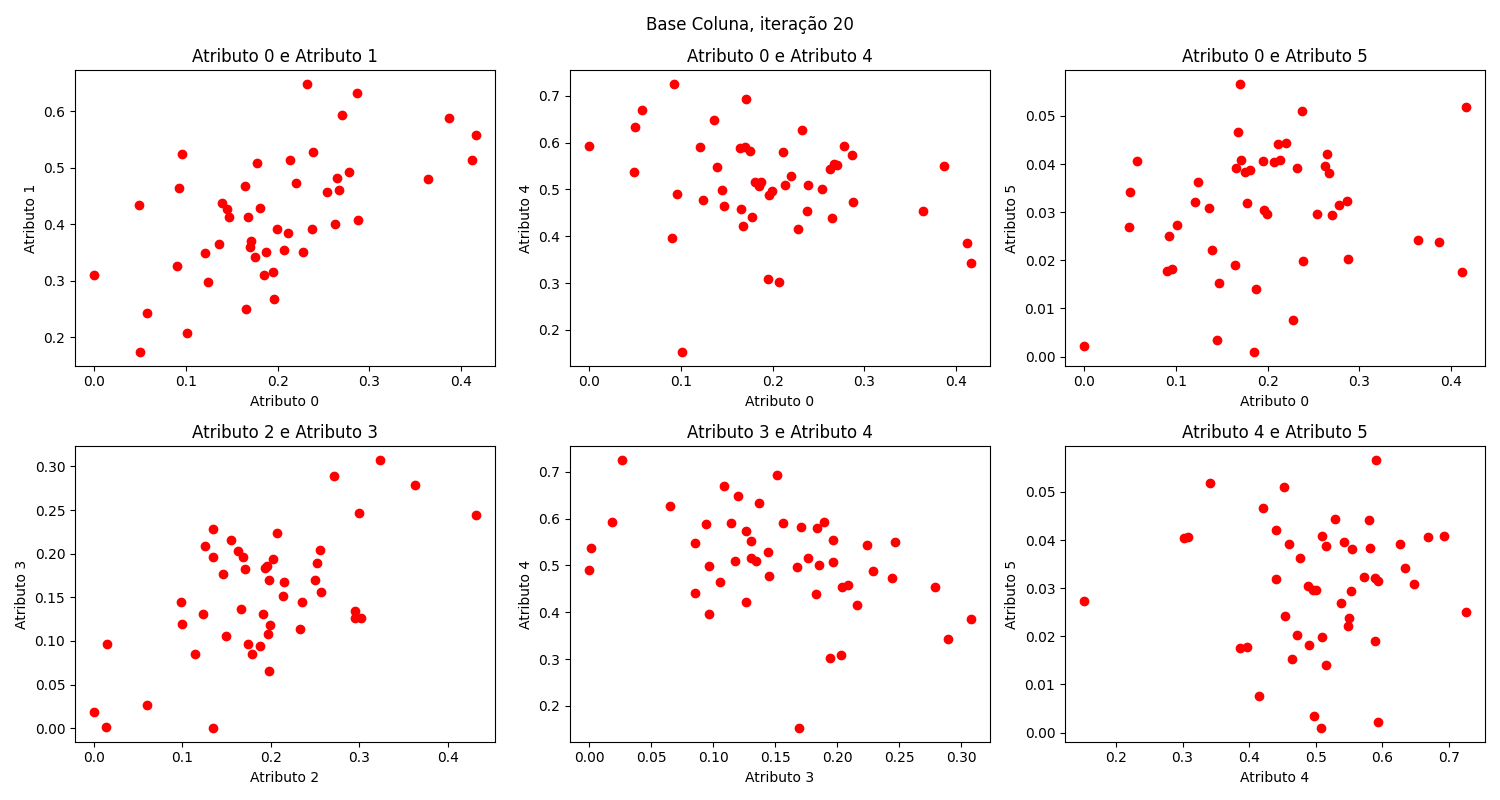 Base Coluna, iteração 20
Atributo 0 e Atributo 1
Atributo 1
0.6
0.5
0.4
0.3
0.2
0.0 0.1 0.2 0.3 0.4
Atributo 0
Atributo 0 e Atributo 4
Atributo 4
0.7
0.6
0.5
0.4
0.3
0.2
0.0 0.1 0.2 0.3 0.4
Atributo 0
Atributo 0 e Atributo 5
Atributo 5
0.05
0.04
0.03
0.02
0.01
0.00
0.0 0.1 0.2 0.3 0.4
Atributo 0
Atributo 2 e Atributo 3
Atributo 3
0.30
0.25
0.20
0.15
0.10
0.05
0.00
0.0 0.1 0.2 0.3 0.4
Atributo 2
Atributo 3 e Atributo 4
Atributo 4
0.7
0.6
0.5
0.4
0.3
0.2
0.00 0.05 0.10 0.15 0.20 0.25 0.30
Atributo 3
Atributo 4 e Atributo 5
Atributo 5
0.05
0.04
0.03
0.02
0.01
0.00
0.2 0.3 0.4 0.5 0.6 0.7
Atributo 4